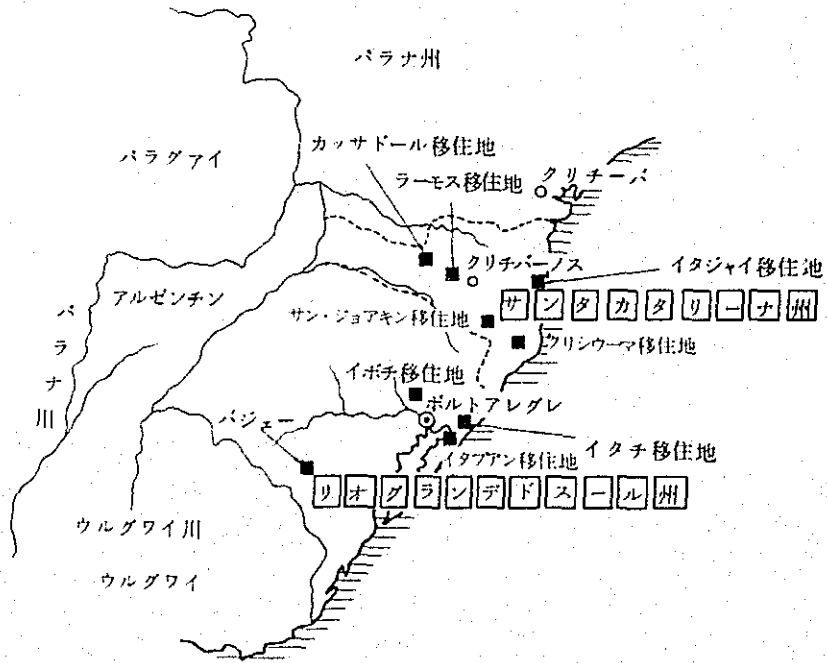 パラナ州
パラグァイ
カッサドール移住地
ラーモス移住地
クリチーバ
クリチバーノス
イタジャイ移住地
アルゼンチン
サンタカタリーナ州
サン・ジョアキン移住地
パラナ川
クリシウーマ移住地
イボチ移住地
ポルトアレグレ
バジェー
イタチ移住地
イタプアン移住地
リオグランデドスール州
ウルグワイ川
ウルグワイ